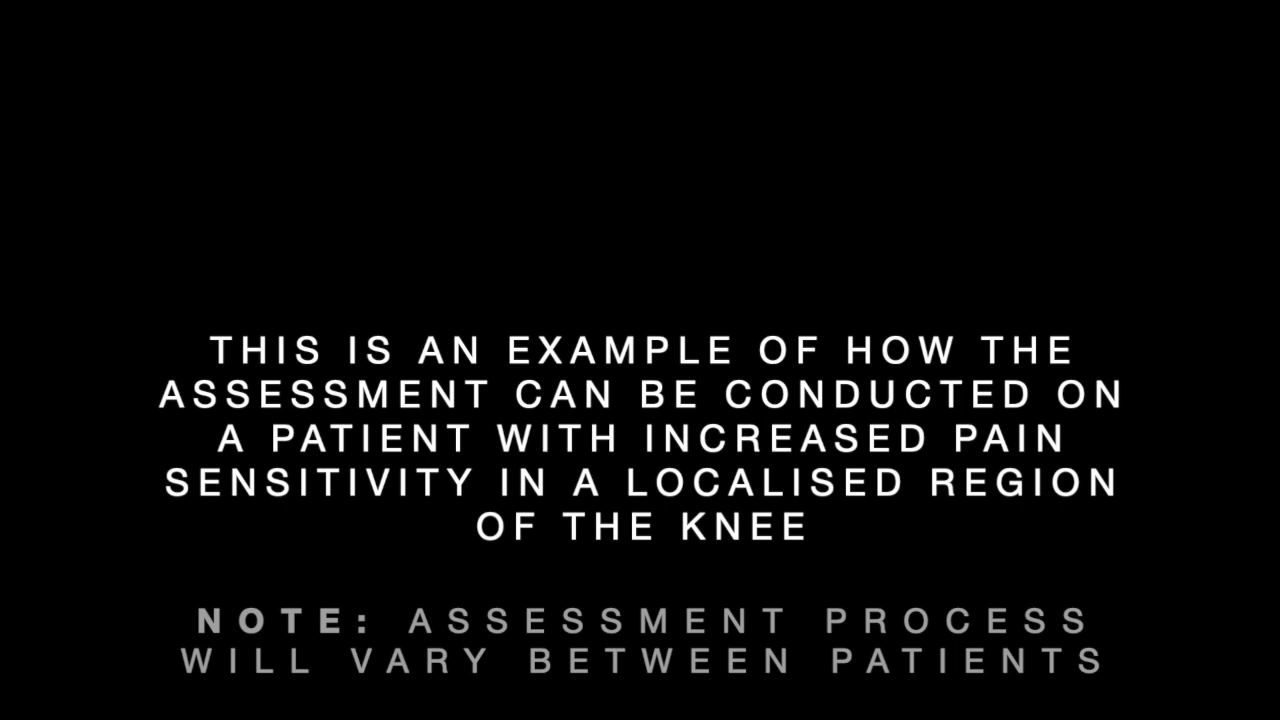 THIS IS AN EXAMPLE OF HOW THE
ASSESSMENT CAN BE CONDUCTED ON
A PATIENT WITH INCREASED PAIN
SENSITIVITY IN A LOCALISED REGION
OF THE KNEE
NOTE: ASSESSMENT PROCESS
WILL VARY BETWEEN PATIENTS